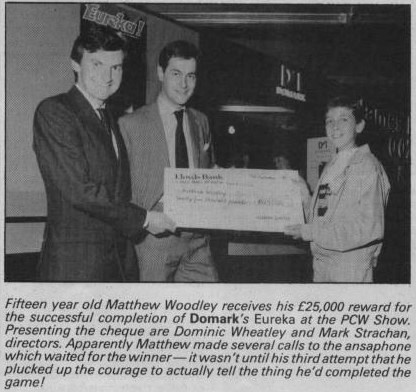 Eureka!
DOMARK
Lloyds Bank
Fifteen year old Matthew Woodley receives his £25,000 reward for
the successful completion of Domark's Eureka at the PCW Show.
Presenting the cheque are Dominic Wheatley and Mark Strachan,
directors. Apparently Matthew made several calls to the ansaphone
which waited for the winner — it wasn't until his third attempt that he
plucked up the courage to actually tell the thing he'd completed the
game!